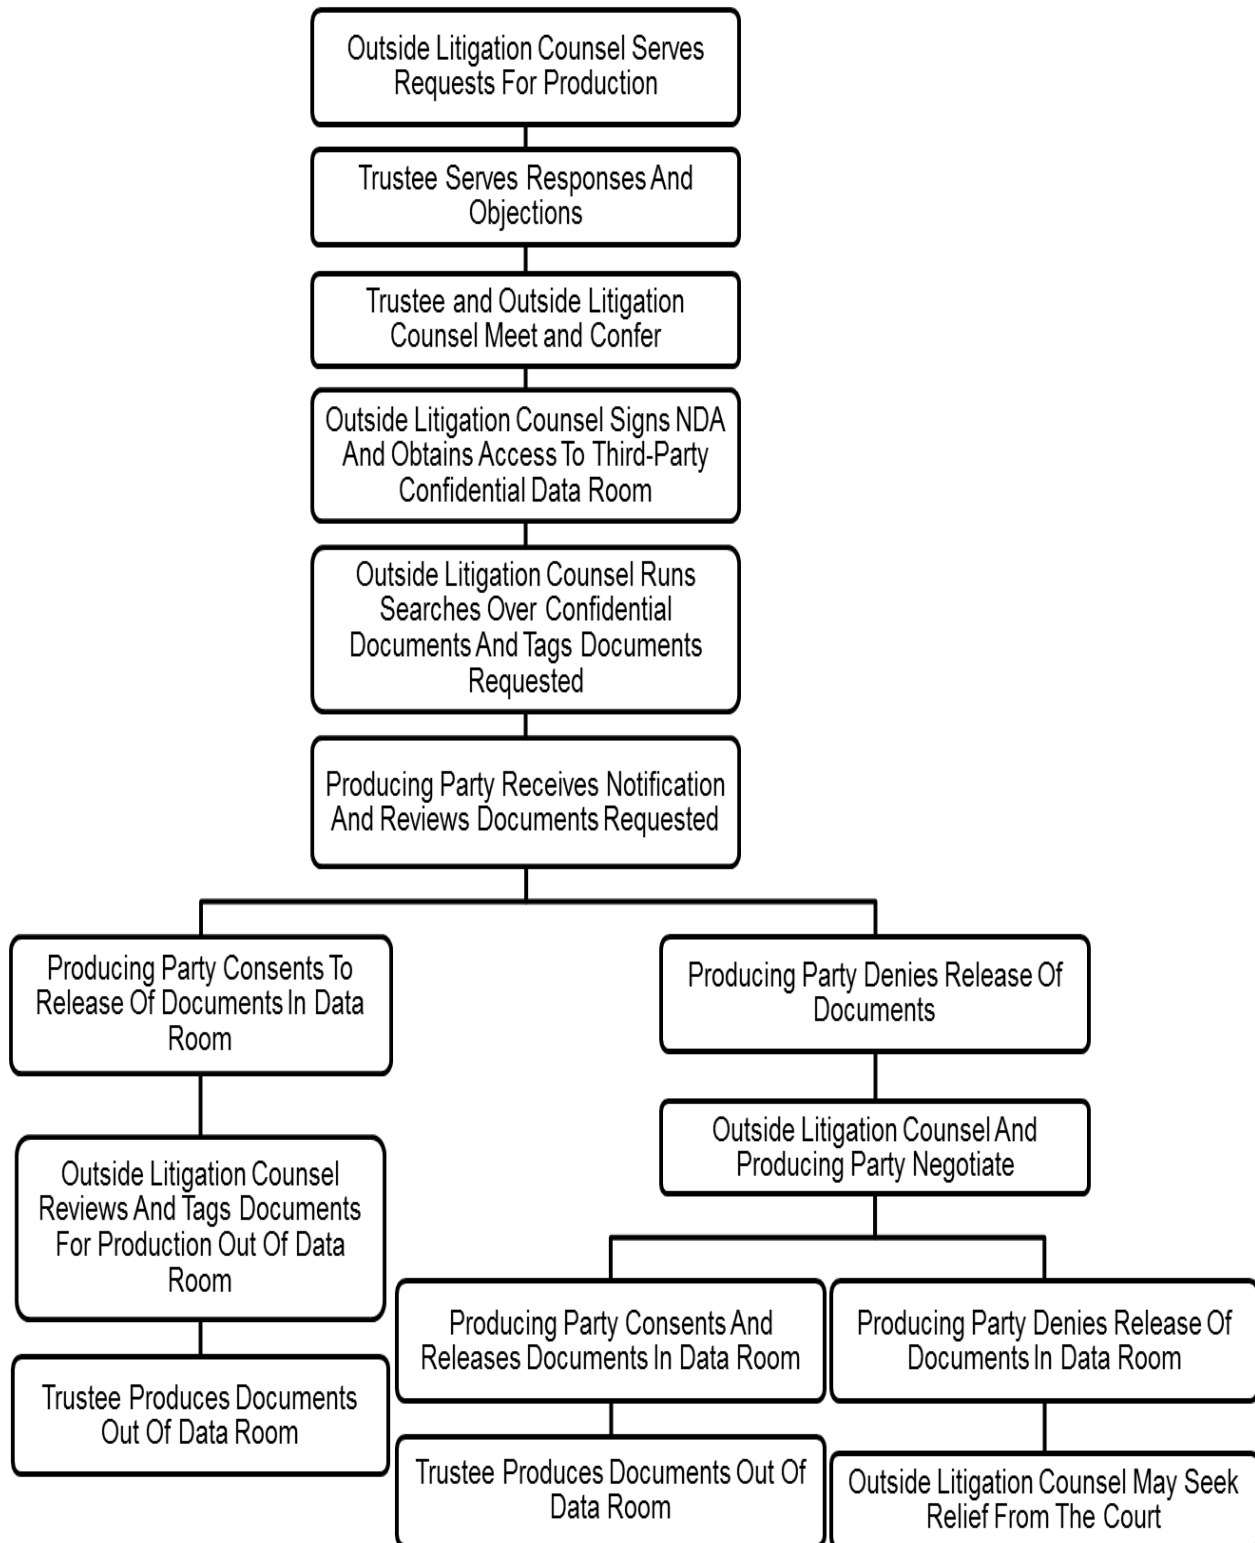 Outside Litigation Counsel Serves
Requests For Production
Trustee Serves Responses And
Objections
Trustee and Outside Litigation
Counsel Meet and Confer
Outside Litigation Counsel Signs NDA
And Obtains Access To Third-Party
Confidential Data Room
Outside Litigation Counsel Runs
Searches Over Confidential
Documents And Tags Documents
Requested
Producing Party Receives Notification
And Reviews Documents Requested
Producing Party Consents To
Release Of Documents In Data
Room
Outside Litigation Counsel
Reviews And Tags Documents
For Production Out Of Data
Room
Trustee Produces Documents
Out Of Data Room
Producing Party Denies Release Of
Documents
Outside Litigation Counsel And
Producing Party Negotiate
Producing Party Consents And
Releases Documents In Data Room
Trustee Produces Documents Out Of
Data Room
Producing Party Denies Release Of
Documents In Data Room
Outside Litigation Counsel May Seek
Relief From The Court